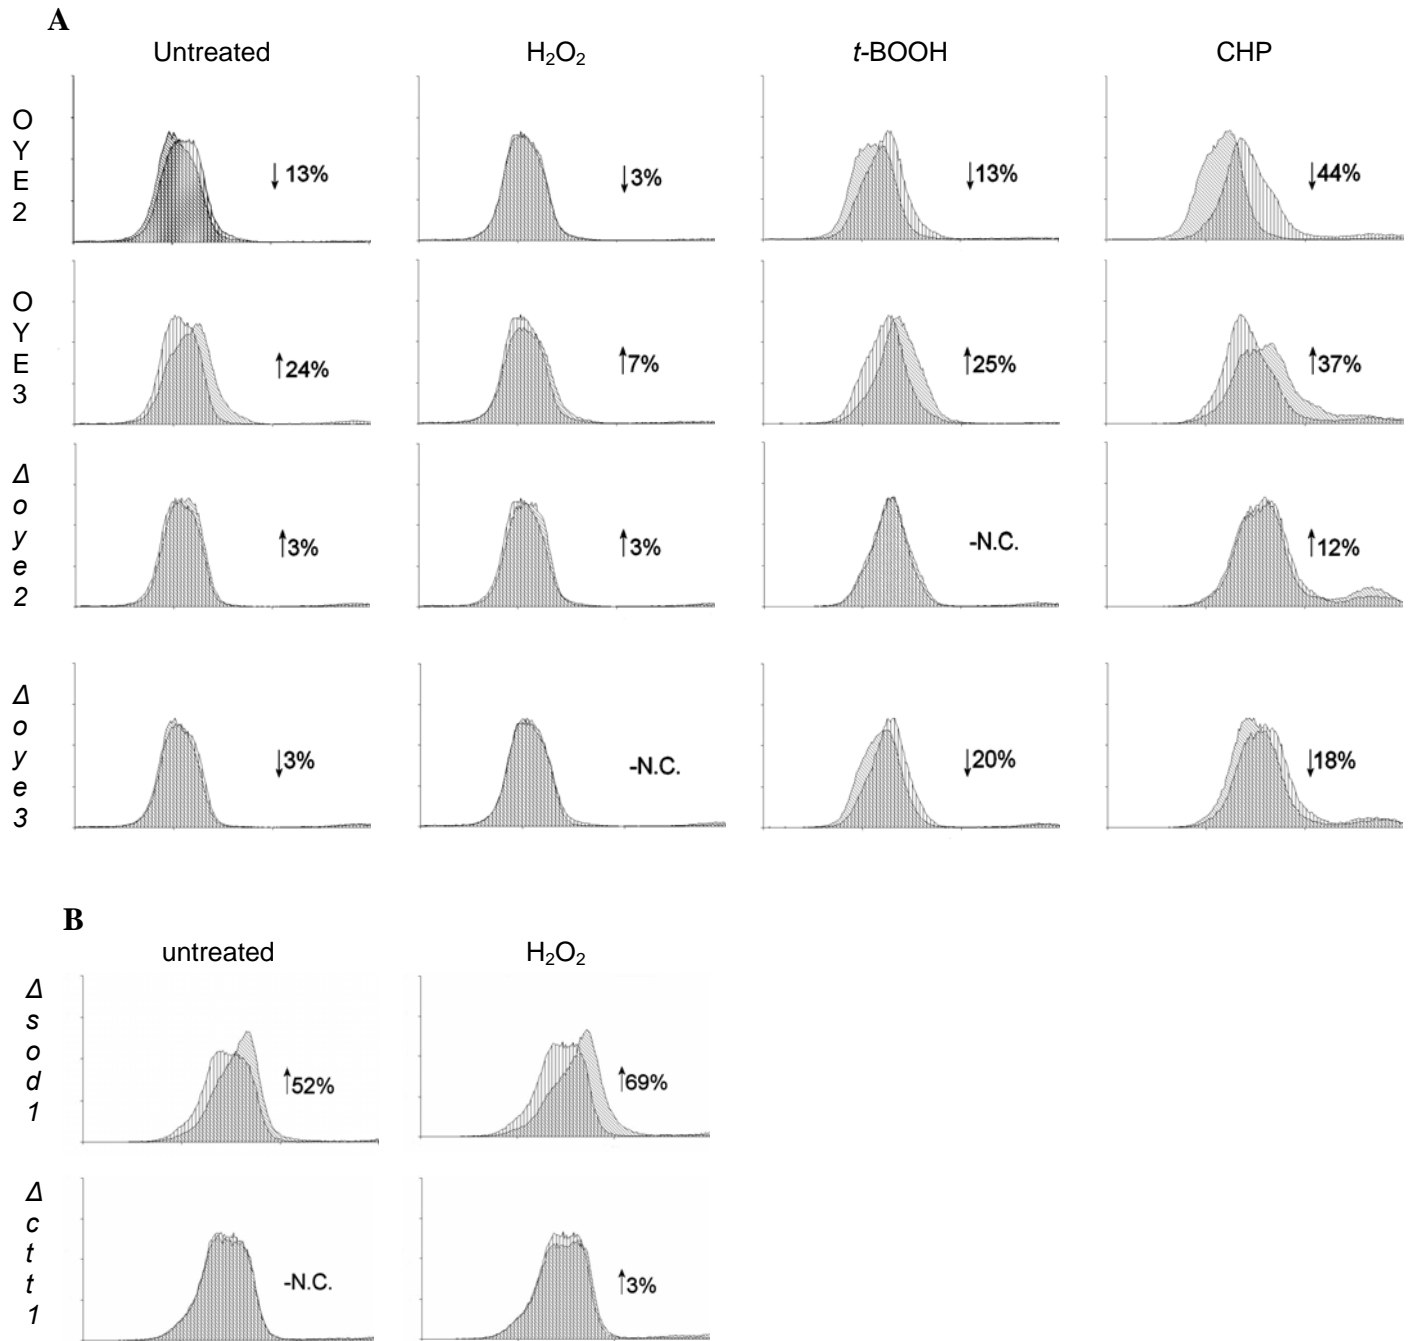 A
Untreated H₂O₂ t-BOOH CHP
OYE2 ↓ 13% ↓3% ↓13% ↓44%
OYE3 ↑24% ↑7% ↑25% ↑37%
Δoye2 ↑3% ↑3% -N.C. ↑12%
Δoye3 ↓3% -N.C. ↓20% ↓18%
B
untreated H₂O₂
Δsod1 ↑52% ↑69%
Δctt1 -N.C. ↑3%